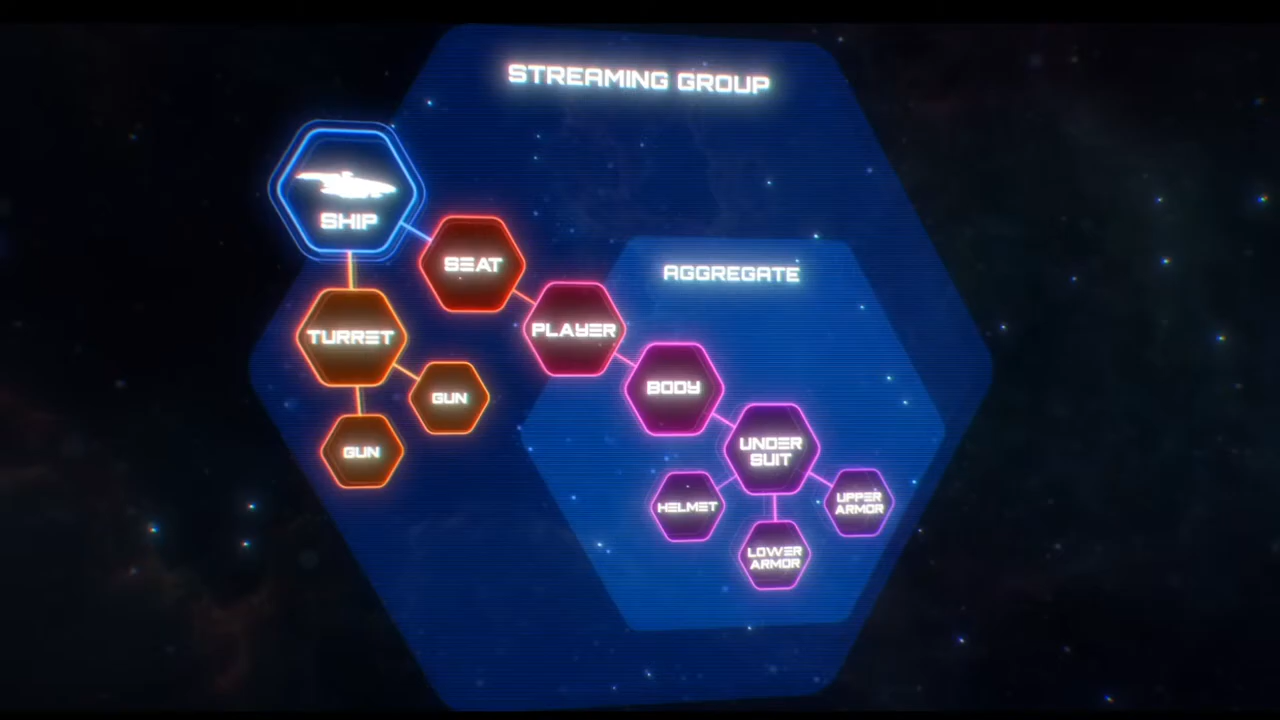 STREAMING GROUP
SHIP
SEAT
AGGREGATE
TURRET
PLAYER
GUN
BODY
GUN
UNDER
SUIT
HELMET
UPPER
ARMOR
LOWER
ARMOR